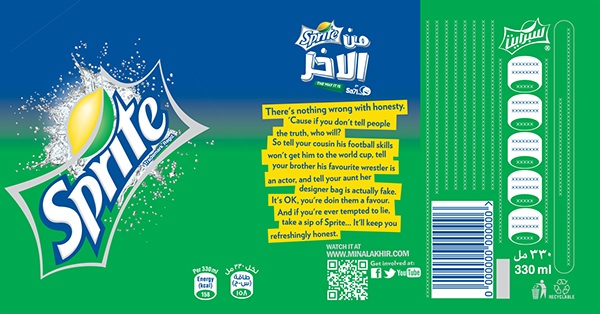 Sprite
Sprite
من
الآخر
THE WAY IT IS
There's nothing wrong with honesty.
'Cause if you don't tell people
the truth, who will?
So tell your cousin his football skills
won't get him to the world cup, tell
your brother his favourite wrestler is
an actor, and tell your aunt her
designer bag is actually fake.
It's OK, you're doin them a favour.
And if you're ever tempted to lie,
take a sip of Sprite... It'll keep you
refreshingly honest.
WATCH IT AT
WWW.MINALAKHIR.COM
Get involved at:
f YouTube
Per 330ml
Energy
(kcal)
158
لكل ٣٣٠ مل
طاقة
(س.ح)
١٥٨
سبرايت
٣٣٠ مل
330 ml
RECYCLABLE